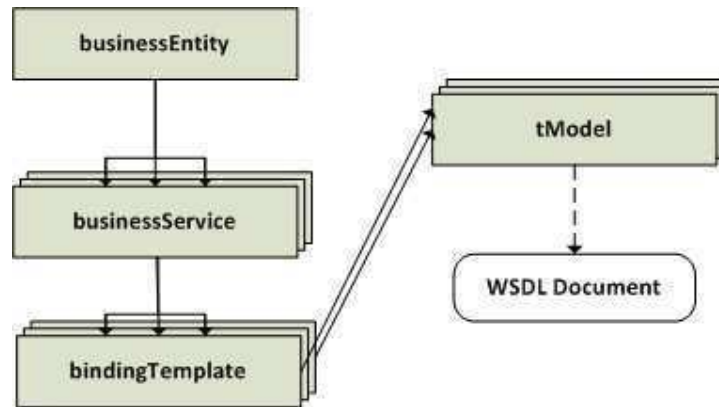 businessEntity
businessService
bindingTemplate
tModel
WSDL Document